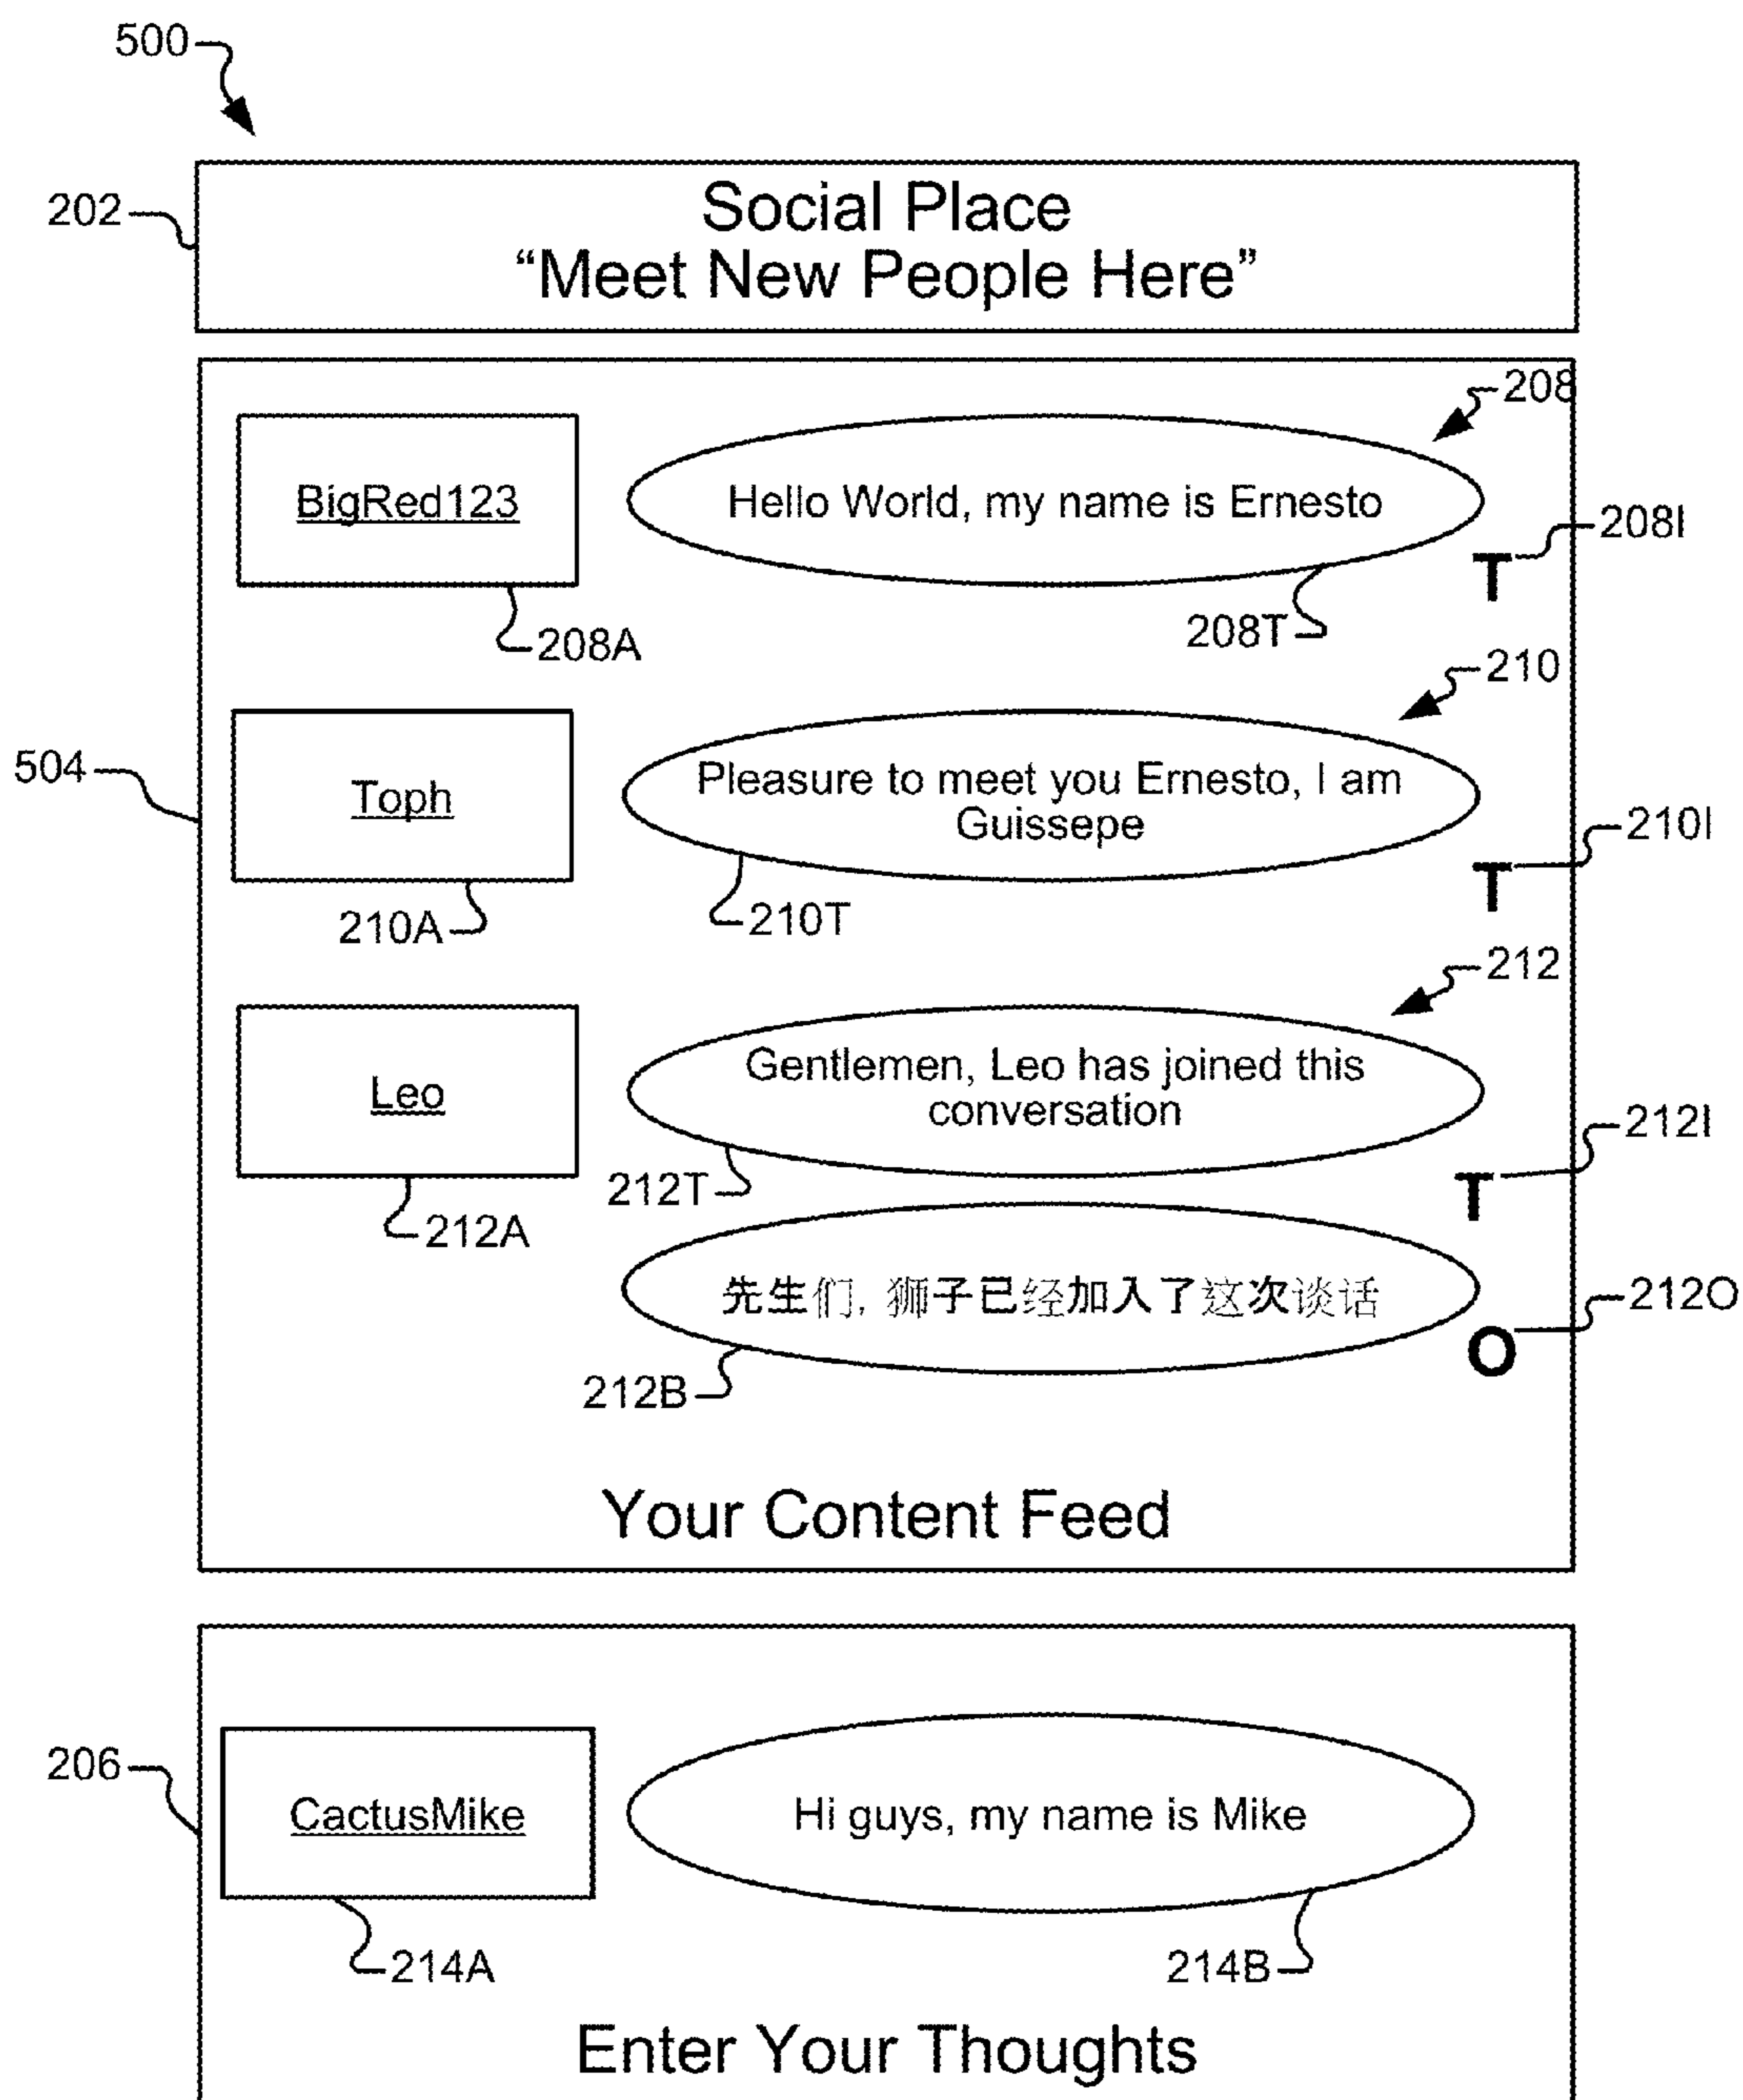 500
202
Social Place
“Meet New People Here”
208
BigRed123
Hello World, my name is Ernesto
208I
T
208A
208T
210
504
Toph
Pleasure to meet you Ernesto, I am
Guissepe
210I
T
210A
210T
212
Leo
Gentlemen, Leo has joined this
conversation
212I
T
212T
212A
先生们, 狮子已经加入了这次谈话
212O
O
212B
Your Content Feed
206
CactusMike
Hi guys, my name is Mike
214A
214B
Enter Your Thoughts